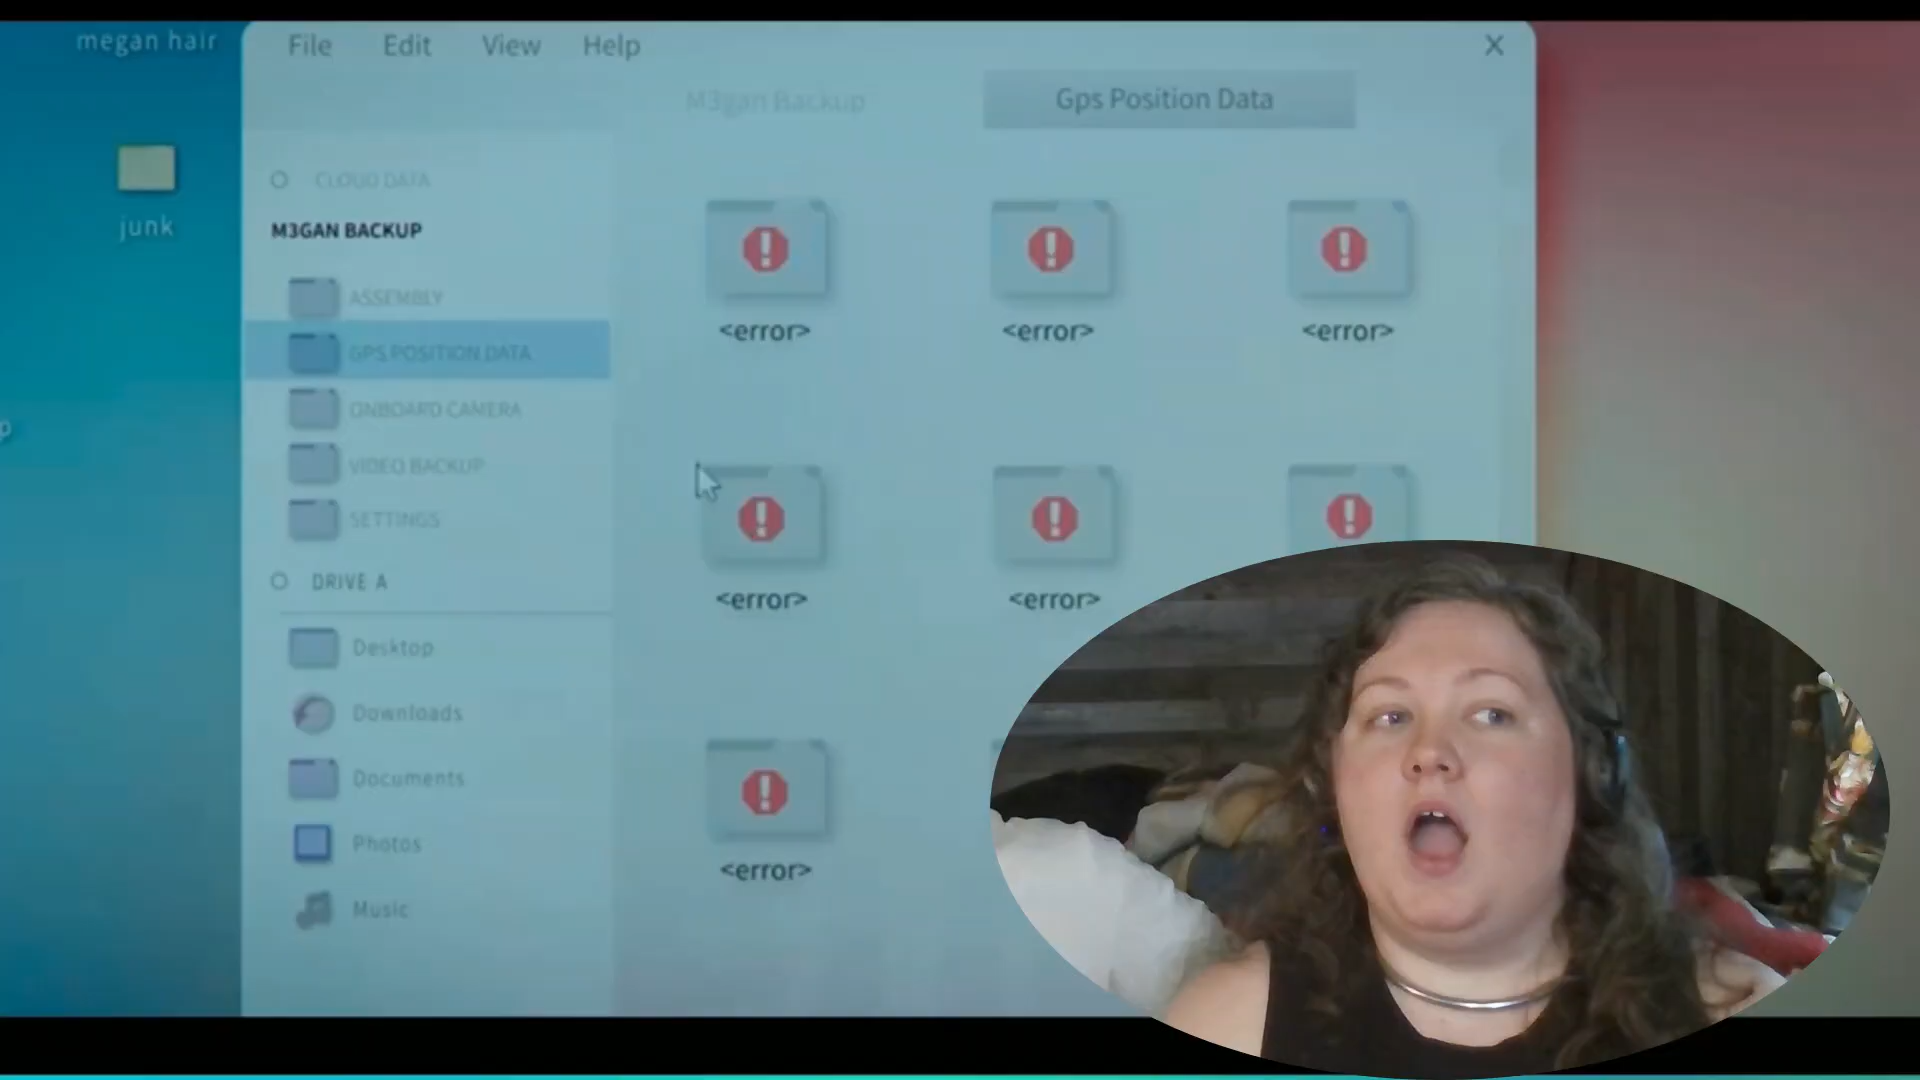 megan hair
File Edit View Help X
M3gan Backup Gps Position Data
junk
CLOUD DATA
M3GAN BACKUP
ASSEMBLY
GPS POSITION DATA
ONBOARD CAMERA
VIDEO BACKUP
SETTINGS
DRIVE A
Desktop
Downloads
Documents
Photos
Music
<error> <error> <error>
<error> <error>
<error>